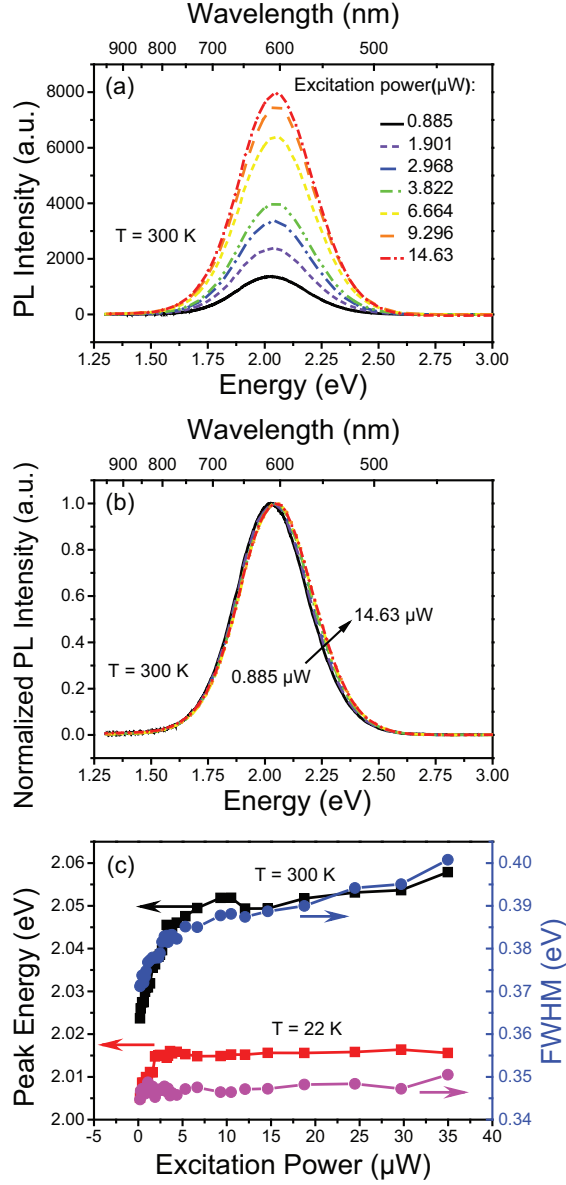 Wavelength (nm)
900 800 700 600 500
(a)
Excitation power(μW):
0.885
1.901
2.968
3.822
6.664
9.296
14.63
T = 300 K
PL Intensity (a.u.)
8000
6000
4000
2000
0
1.25 1.50 1.75 2.00 2.25 2.50 2.75 3.00
Energy (eV)
Wavelength (nm)
900 800 700 600 500
(b)
14.63 μW
0.885 μW
T = 300 K
Normalized PL Intensity (a.u.)
1.0
0.8
0.6
0.4
0.2
0.0
1.25 1.50 1.75 2.00 2.25 2.50 2.75 3.00
Energy (eV)
(c)
T = 300 K
T = 22 K
Peak Energy (eV)
2.06
2.05
2.04
2.03
2.02
2.01
2.00
FWHM (eV)
0.40
0.39
0.38
0.37
0.36
0.35
0.34
-5 0 5 10 15 20 25 30 35 40
Excitation Power (μW)